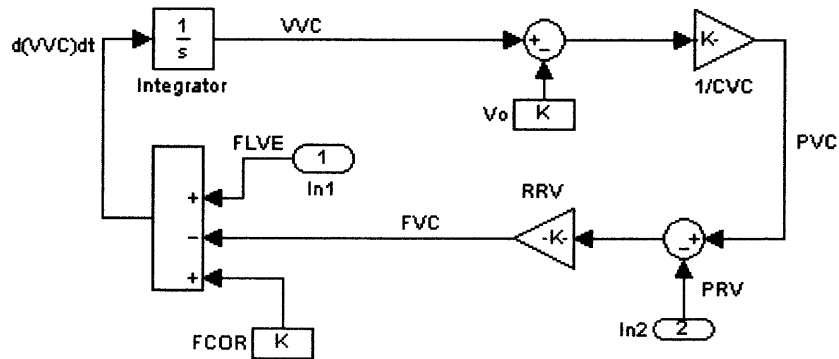 d(VVC)dt
1
s
Integrator
VVC
+
-
Vo
K
-K-
1/CVC
PVC
FLVE
1
In1
RRV
+
-
+
FVC
-K-
-
+
PRV
In2
2
FCOR
K